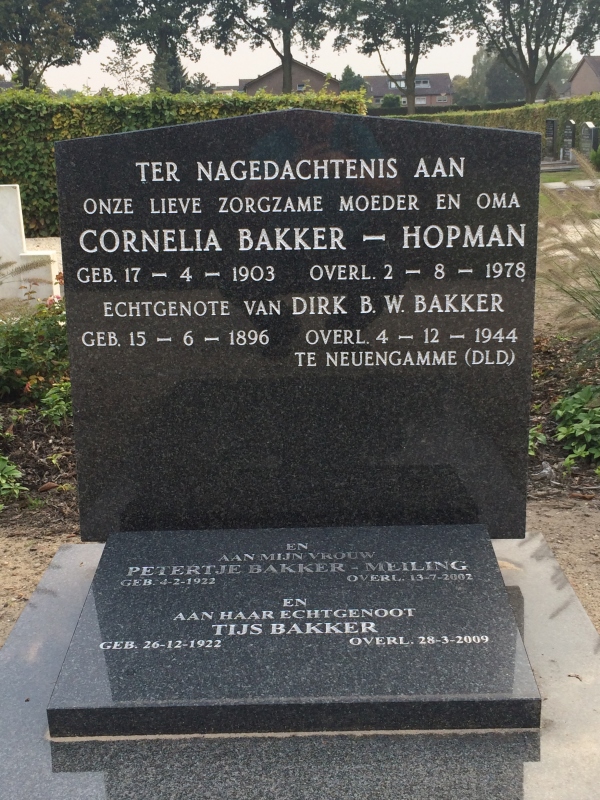 TER NAGEDACHTENIS AAN
ONZE LIEVE ZORGZAME MOEDER EN OMA
CORNELIA BAKKER – HOPMAN
GEB. 17 – 4 – 1903 OVERL. 2 – 8 – 1978
ECHTGENOTE VAN DIRK B. W. BAKKER
GEB. 15 – 6 – 1896 OVERL. 4 – 12 – 1944
TE NEUENGAMME (DLD.)
EN
AAN MIJN VROUW
PETERTJE BAKKER - MEILING
GEB. 4-2-1922 OVERL. 13-7-2002
EN
AAN HAAR ECHTGENOOT
TIJS BAKKER
GEB. 26-12-1922 OVERL. 28-3-2009